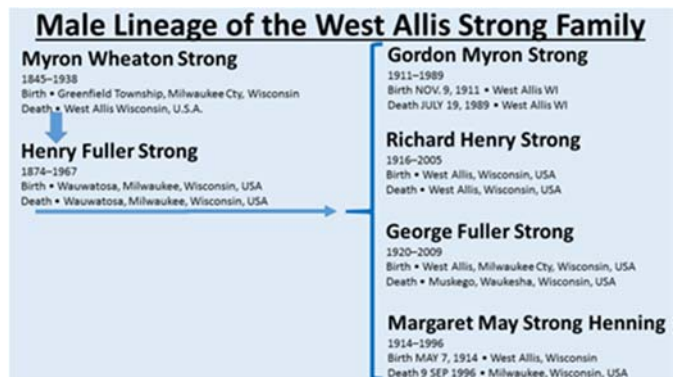 Male Lineage of the West Allis Strong Family
Myron Wheaton Strong
1845–1938
Birth • Greenfield Township, Milwaukee Cty, Wisconsin
Death • West Allis Wisconsin, U.S.A.
Henry Fuller Strong
1874–1967
Birth • Wauwatosa, Milwaukee, Wisconsin, USA
Death • Wauwatosa, Milwaukee, Wisconsin, USA
Gordon Myron Strong
1911–1989
Birth NOV. 9, 1911 • West Allis WI
Death JULY 19, 1989 • West Allis WI
Richard Henry Strong
1916–2005
Birth • West Allis, Wisconsin, USA
Death • West Allis, Wisconsin, USA
George Fuller Strong
1920–2009
Birth • West Allis, Milwaukee Cty, Wisconsin, USA
Death • Muskego, Waukesha, Wisconsin, USA
Margaret May Strong Henning
1914–1996
Birth MAY 7, 1914 • West Allis, Wisconsin
Death 9 SEP 1996 • Milwaukee, Wisconsin, USA